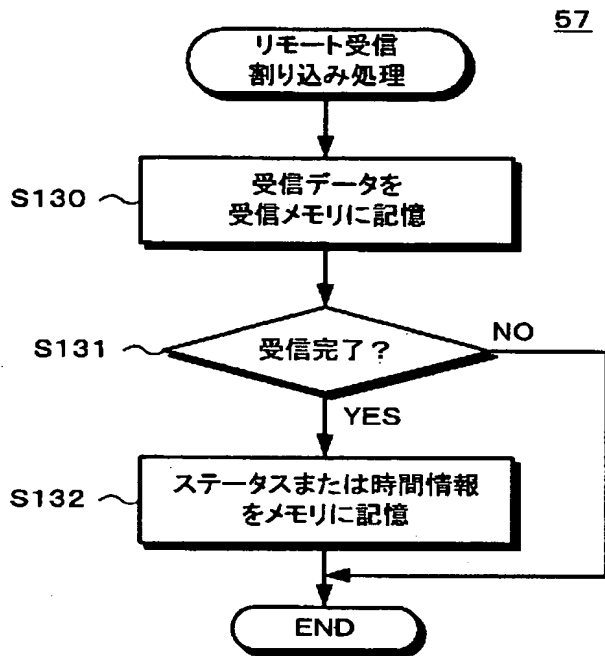 57
リモート受信
割り込み処理
S130
受信データを
受信メモリに記憶
S131
受信完了?
NO
YES
S132
ステータスまたは時間情報
をメモリに記憶
END